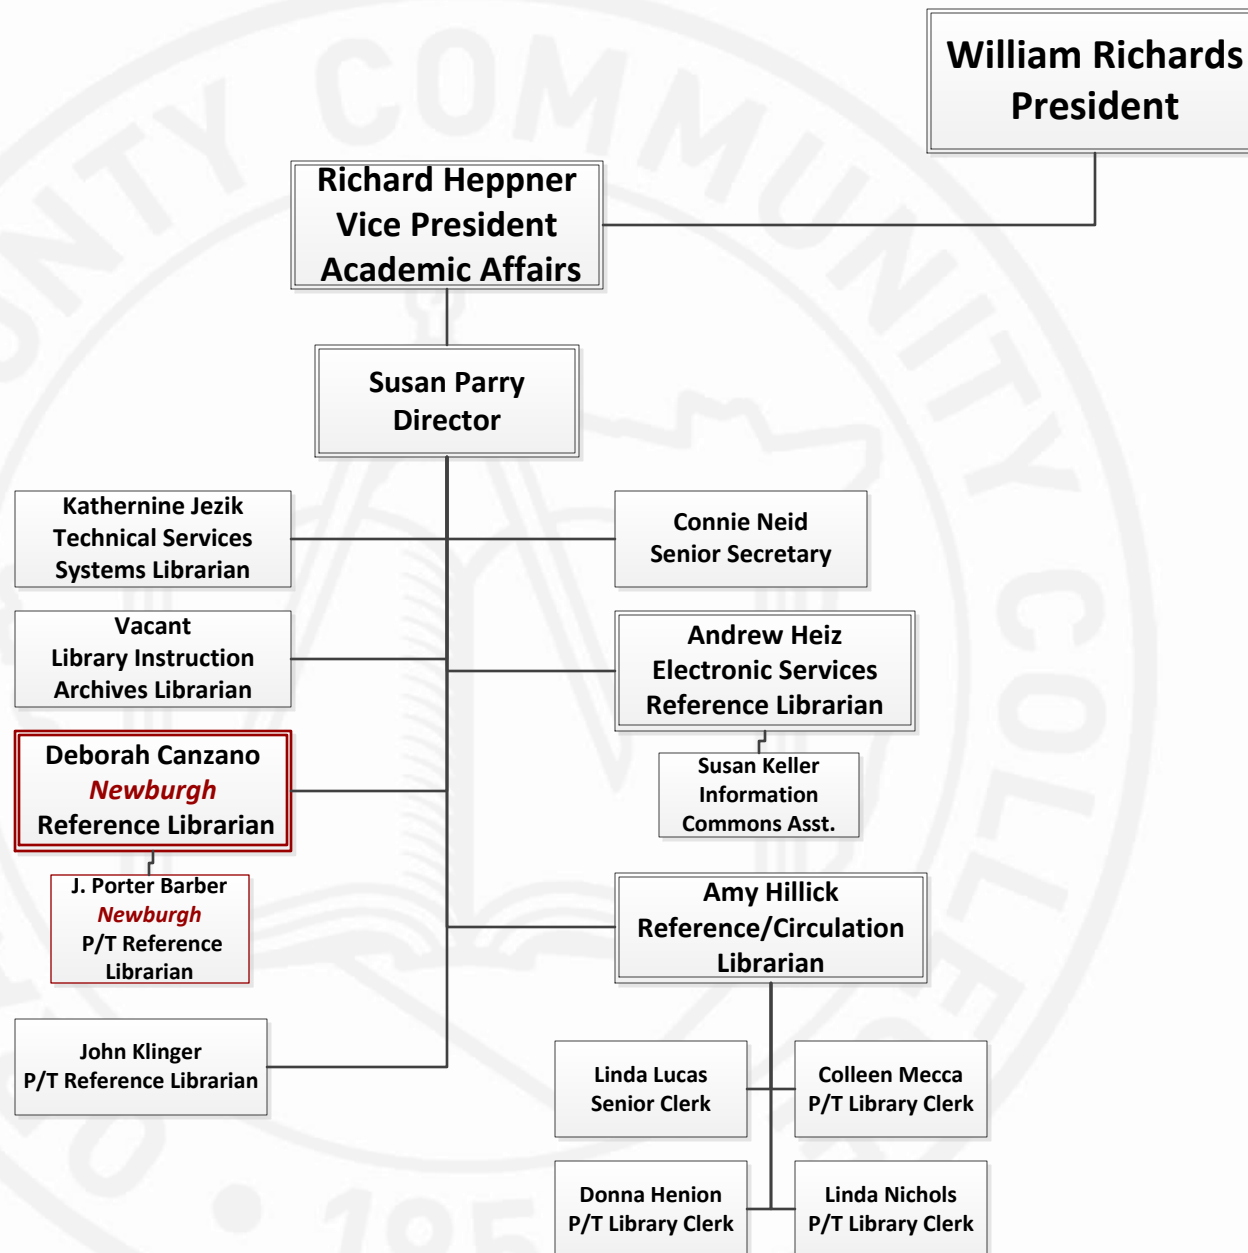 William Richards
President
Richard Heppner
Vice President
Academic Affairs
Susan Parry
Director
Kathernine Jezik
Technical Services
Systems Librarian
Connie Neid
Senior Secretary
Vacant
Library Instruction
Archives Librarian
Andrew Heiz
Electronic Services
Reference Librarian
Deborah Canzano
Newburgh
Reference Librarian
Susan Keller
Information
Commons Asst.
J. Porter Barber
Newburgh
P/T Reference
Librarian
Amy Hillick
Reference/Circulation
Librarian
John Klinger
P/T Reference Librarian
Linda Lucas
Senior Clerk
Colleen Mecca
P/T Library Clerk
Donna Henion
P/T Library Clerk
Linda Nichols
P/T Library Clerk
COUNTY COMMUNITY COLLEGE